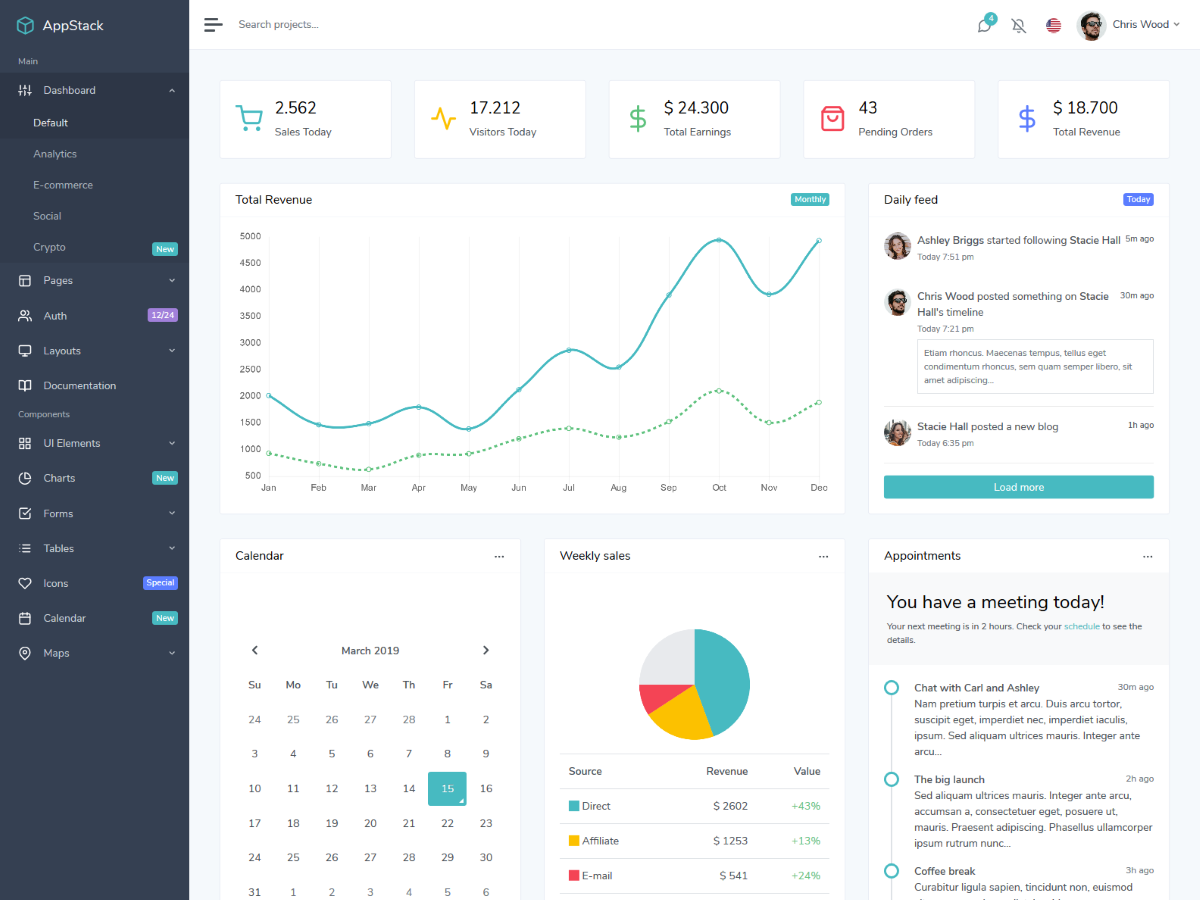 AppStack
Search projects...
4
Chris Wood
Main
Dashboard
Default
Analytics
E-commerce
Social
Crypto
New
Pages
Auth
12/24
Layouts
Documentation
Components
UI Elements
Charts
New
Forms
Tables
Icons
Special
Calendar
New
Maps
2.562
Sales Today
17.212
Visitors Today
$ 24.300
Total Earnings
43
Pending Orders
$ 18.700
Total Revenue
Total Revenue
Monthly
5000
4500
4000
3500
3000
2500
2000
1500
1000
500
Jan Feb Mar Apr May Jun Jul Aug Sep Oct Nov Dec
Daily feed
Today
Ashley Briggs started following Stacie Hall 5m ago
Today 7:51 pm
Chris Wood posted something on Stacie 30m ago
Hall's timeline
Today 7:21 pm
Etiam rhoncus. Maecenas tempus, tellus eget
condimentum rhoncus, sem quam semper libero, sit
amet adipiscing...
Stacie Hall posted a new blog 1h ago
Today 6:35 pm
Load more
Calendar
...
March 2019
Su Mo Tu We Th Fr Sa
24 25 26 27 28 1 2
3 4 5 6 7 8 9
10 11 12 13 14 15 16
17 18 19 20 21 22 23
24 25 26 27 28 29 30
31 1 2 3 4 5 6
Weekly sales
...
Source Revenue Value
Direct $ 2602 +43%
Affiliate $ 1253 +13%
E-mail $ 541 +24%
Appointments
...
You have a meeting today!
Your next meeting is in 2 hours. Check your schedule to see the
details.
Chat with Carl and Ashley 30m ago
Nam pretium turpis et arcu. Duis arcu tortor,
suscipit eget, imperdiet nec, imperdiet iaculis,
ipsum. Sed aliquam ultrices mauris. Integer ante
arcu...
The big launch 2h ago
Sed aliquam ultrices mauris. Integer ante arcu,
accumsan a, consectetuer eget, posuere ut,
mauris. Praesent adipiscing. Phasellus ullamcorper
ipsum rutrum nunc...
Coffee break 3h ago
Curabitur ligula sapien, tincidunt non, euismod